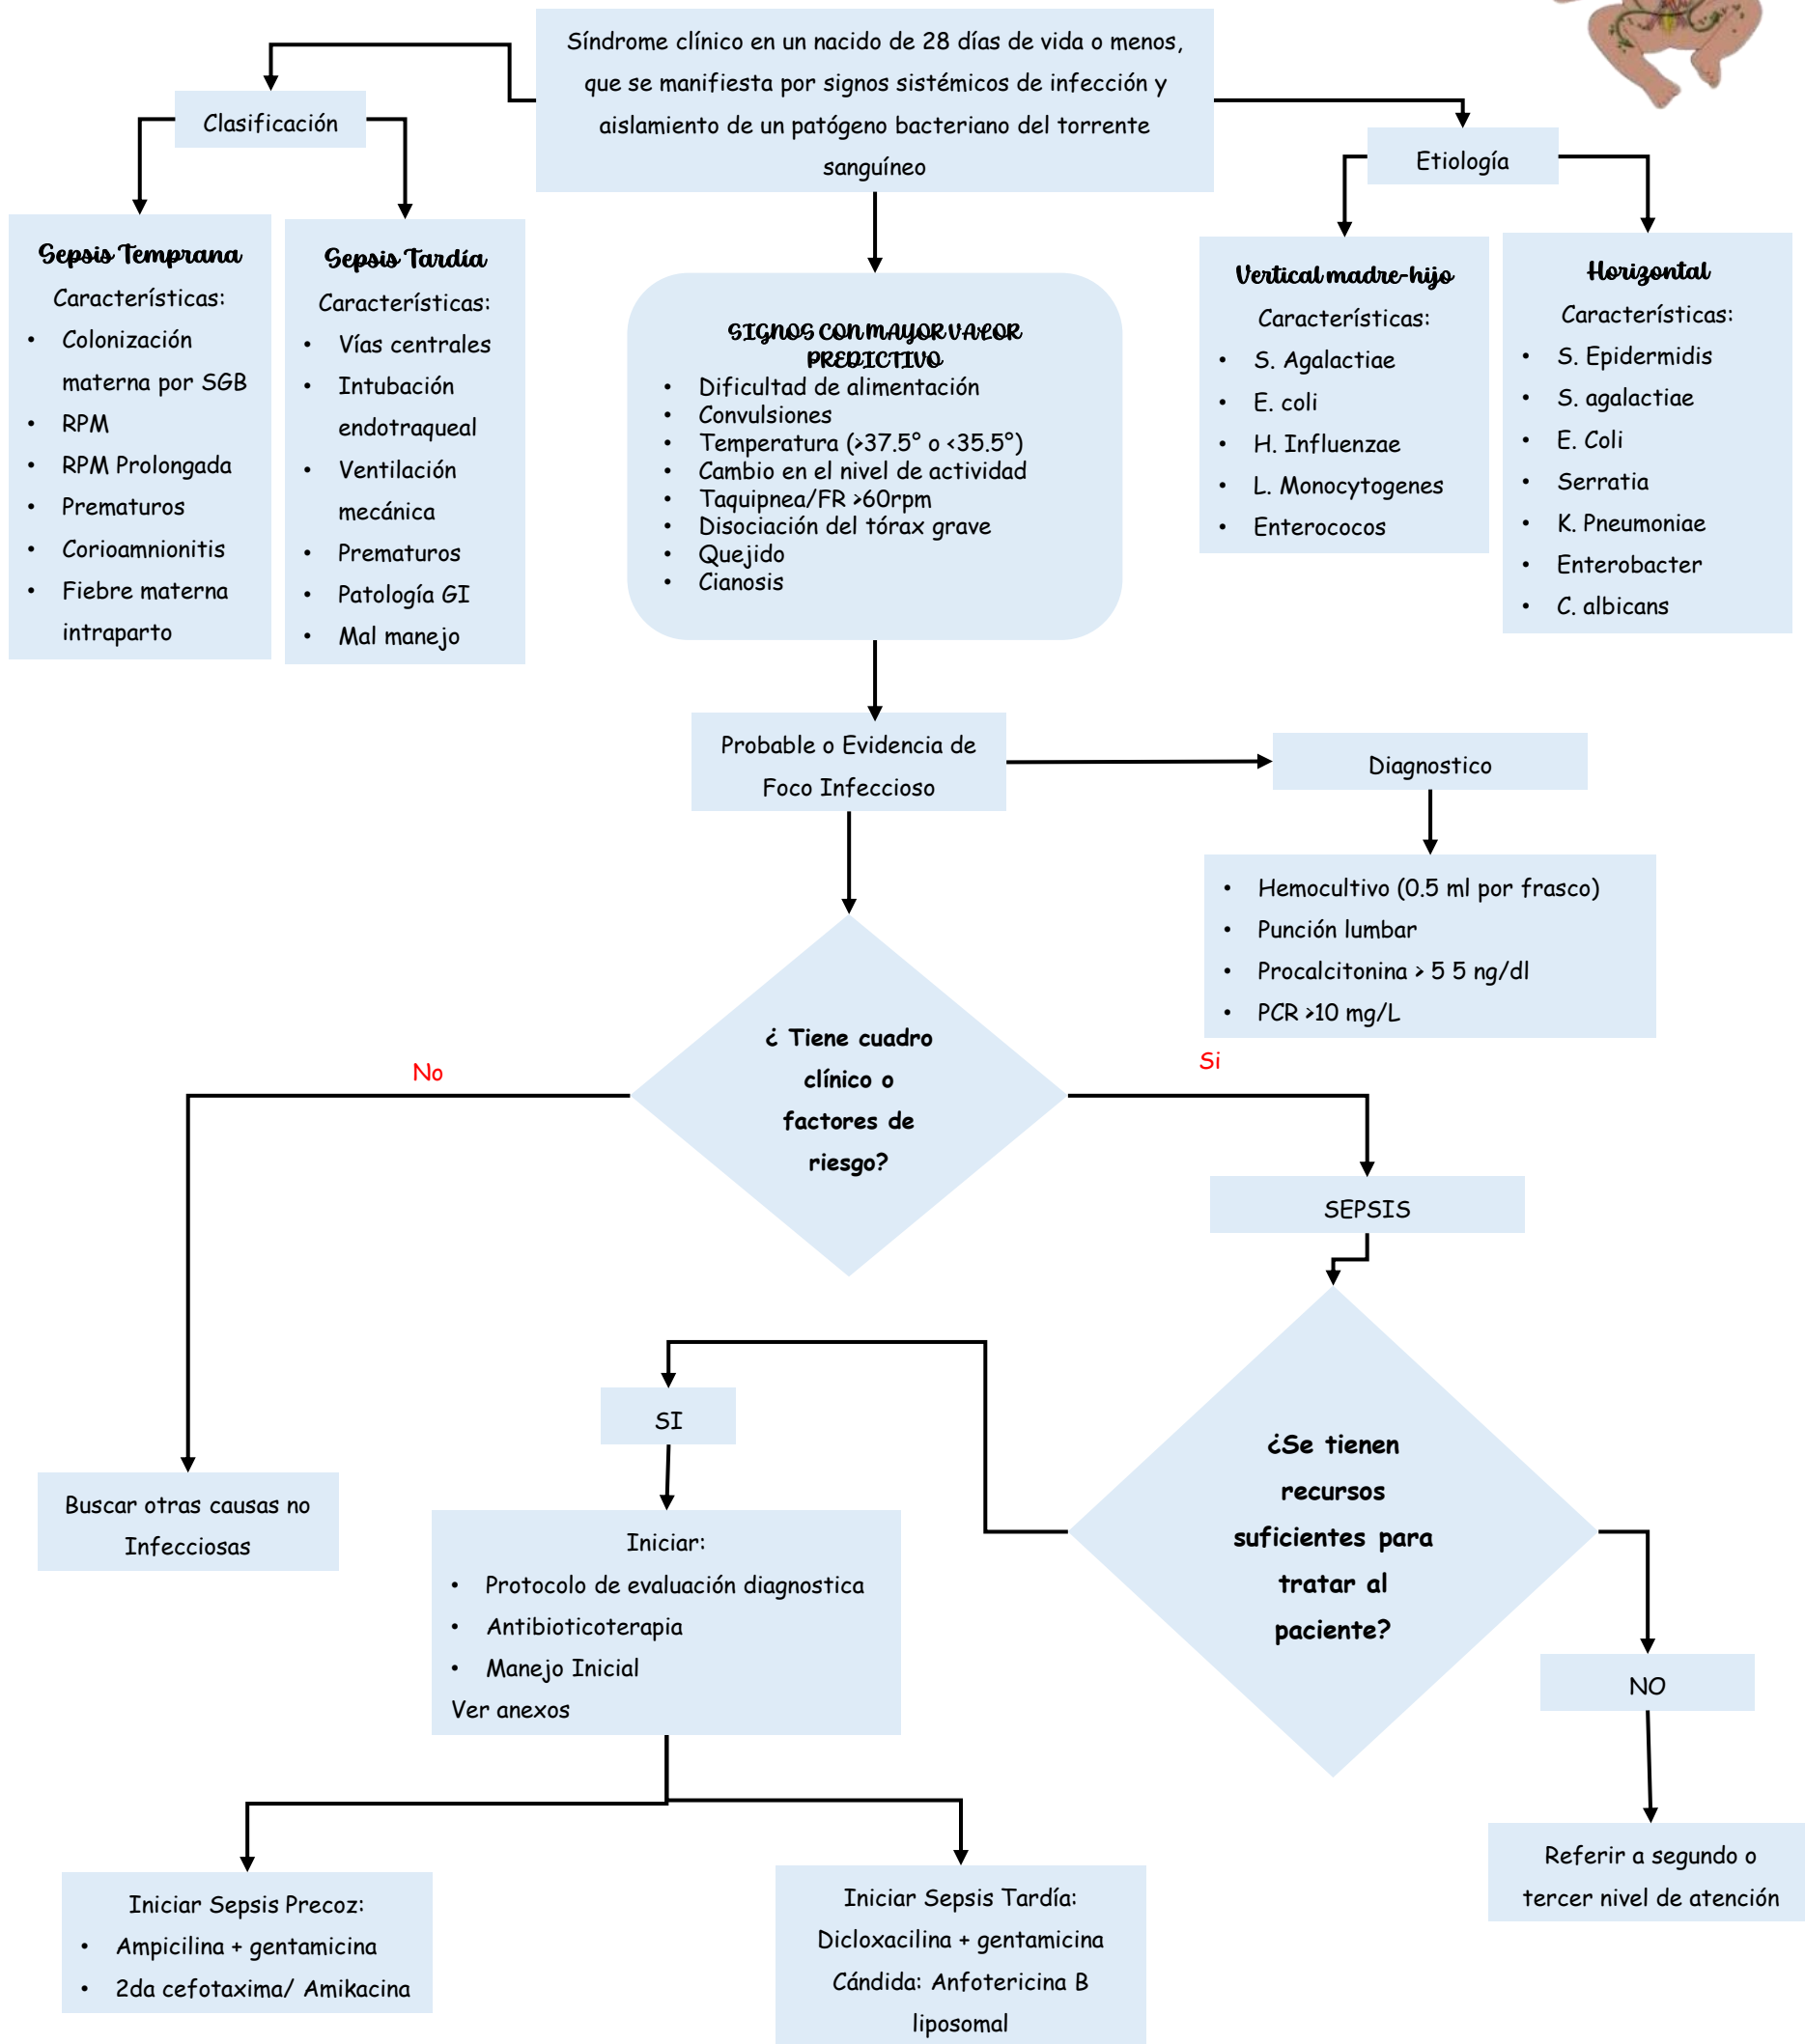 Síndrome clínico en un nacido de 28 días de vida o menos,
que se manifiesta por signos sistémicos de infección y
aislamiento de un patógeno bacteriano del torrente
sanguíneo
Clasificación
Etiología
Sepsis Temprana
Características:
• Colonización
materna por SGB
• RPM
• RPM Prolongada
• Prematuros
• Corioamnionitis
• Fiebre materna
intraparto
Sepsis Tardía
Características:
• Vías centrales
• Intubación
endotraqueal
• Ventilación
mecánica
• Prematuros
• Patología GI
• Mal manejo
SIGNOS CON MAYOR VALOR
PREDICTIVO
• Dificultad de alimentación
• Convulsiones
• Temperatura (>37.5° o <35.5°)
• Cambio en el nivel de actividad
• Taquipnea/FR >60rpm
• Disociación del tórax grave
• Quejido
• Cianosis
Vertical madre-hijo
Características:
• S. Agalactiae
• E. coli
• H. Influenzae
• L. Monocytogenes
• Enterococos
Horizontal
Características:
• S. Epidermidis
• S. agalactiae
• E. Coli
• Serratia
• K. Pneumoniae
• Enterobacter
• C. albicans
Probable o Evidencia de
Foco Infeccioso
Diagnostico
• Hemocultivo (0.5 ml por frasco)
• Punción lumbar
• Procalcitonina > 5 5 ng/dl
• PCR >10 mg/L
¿ Tiene cuadro
clínico o
factores de
riesgo?
No
Si
SEPSIS
¿Se tienen
recursos
suficientes para
tratar al
paciente?
SI
Buscar otras causas no
Infecciosas
Iniciar:
• Protocolo de evaluación diagnostica
• Antibioticoterapia
• Manejo Inicial
Ver anexos
NO
Referir a segundo o
tercer nivel de atención
Iniciar Sepsis Precoz:
• Ampicilina + gentamicina
• 2da cefotaxima/ Amikacina
Iniciar Sepsis Tardía:
Dicloxacilina + gentamicina
Cándida: Anfotericina B
liposomal